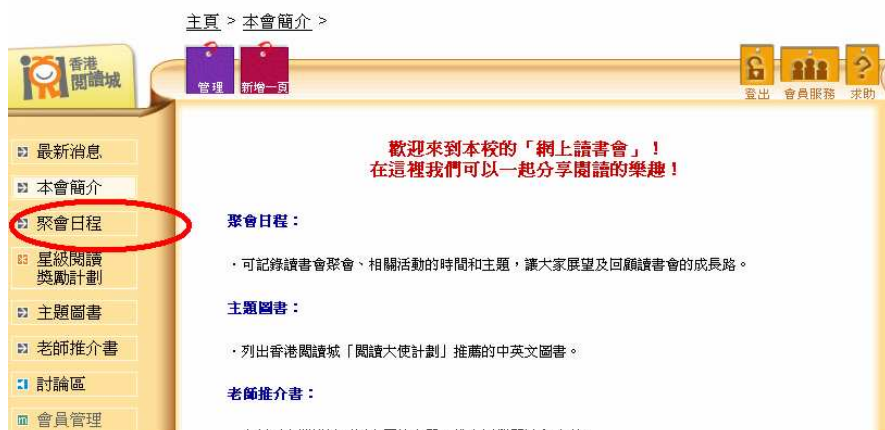 主頁 > 本會簡介 >
香港
閱讀城
管理 新增一頁
登出 會員服務 求助
最新消息
本會簡介
聚會日程
星級閱讀
獎勵計劃
主題圖書
老師推介書
討論區
會員管理
歡迎來到本校的「網上讀書會」！
在這裡我們可以一起分享閱讀的樂趣！
聚會日程：
．可記錄讀書會聚會、相關活動的時間和主題，讓大家展望及回顧讀書會的成長路。
主題圖書：
．列出香港閱讀城「閱讀大使計劃」推薦的中英文圖書。
老師推介書：